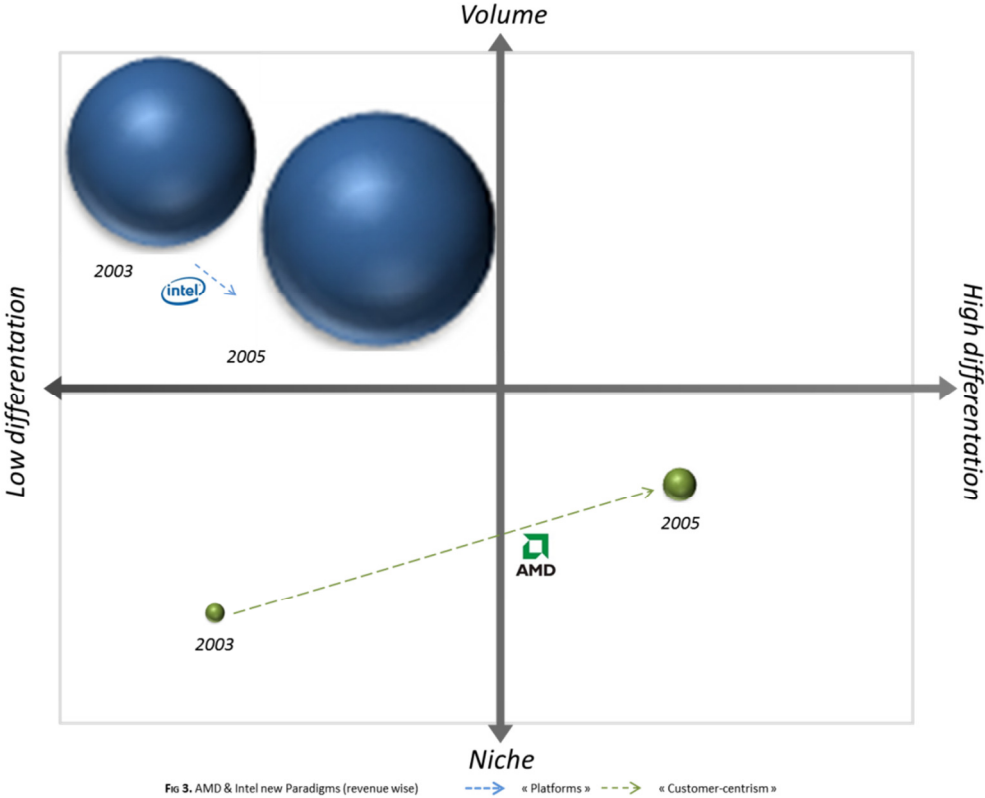 Volume
2003
intel
2005
Low differentation
High differentation
2005
AMD
2003
Niche
FIG 3. AMD & Intel new Paradigms (revenue wise) « Platforms » « Customer-centrism »